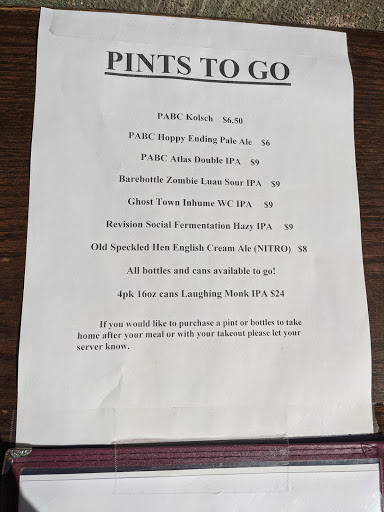 PINTS TO GO
PABC Kolsch $6.50
PABC Hoppy Ending Pale Ale $6
PABC Atlas Double IPA $9
Barebottle Zombie Luau Sour IPA $9
Ghost Town Inhume WC IPA $9
Revision Social Fermentation Hazy IPA $9
Old Speckled Hen English Cream Ale (NITRO) $8
All bottles and cans available to go!
4pk 16oz cans Laughing Monk IPA $24
If you would like to purchase a pint or bottles to take
home after your meal or with your takeout please let your
server know.